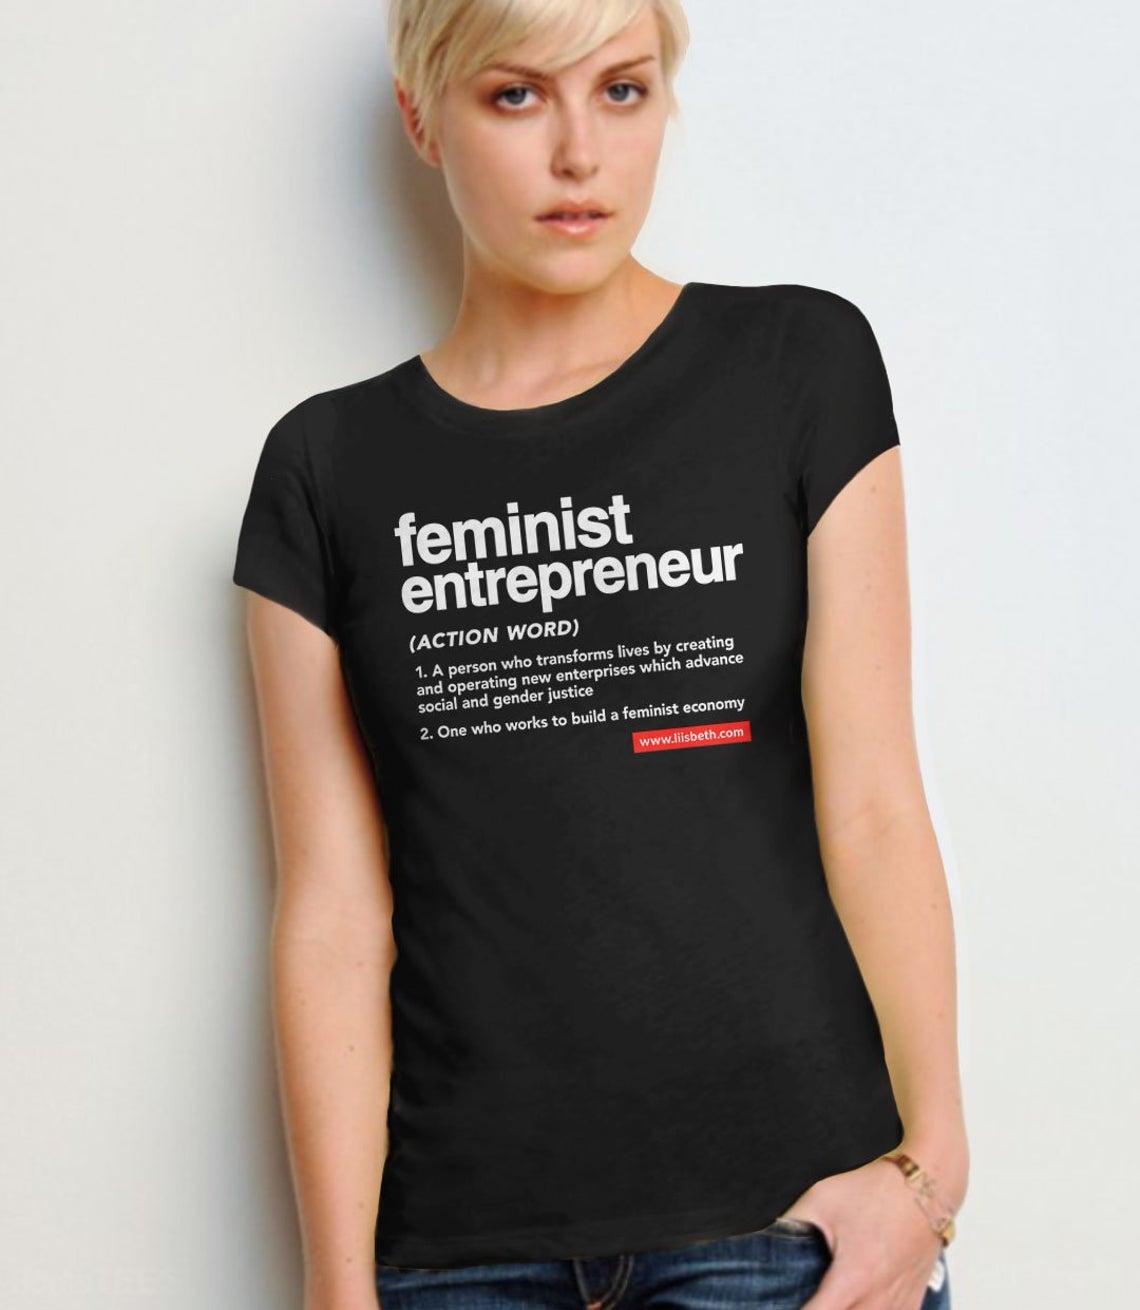 feminist
entrepreneur
(ACTION WORD)
1. A person who transforms lives by creating
and operating new enterprises which advance
social and gender justice
2. One who works to build a feminist economy
www.liisbeth.com